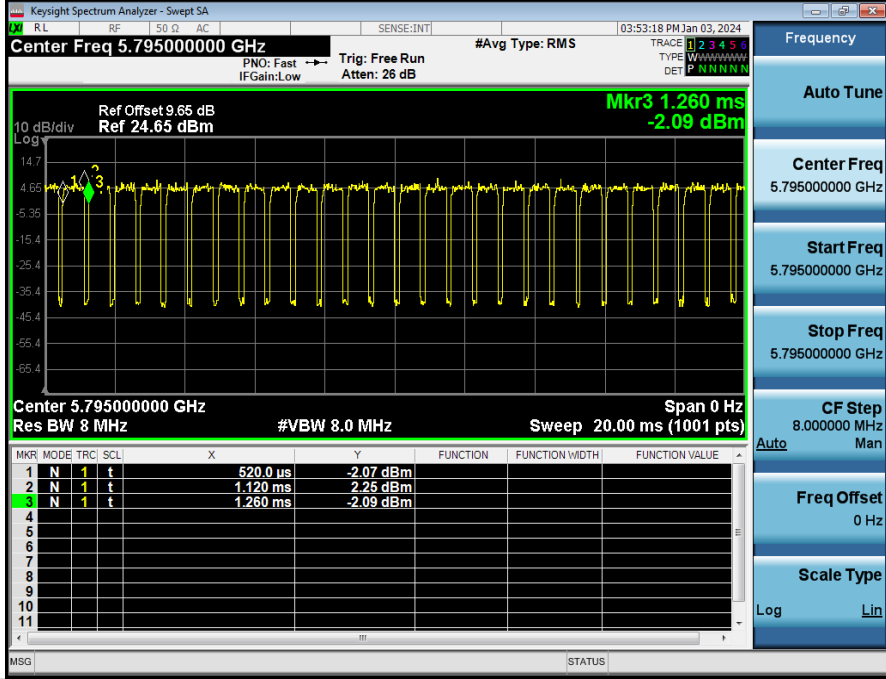 Keysight Spectrum Analyzer - Swept SA
LXI RL RF 50 Ω AC SENSE:INT 03:53:18 PM Jan 03, 2024
Center Freq 5.795000000 GHz
#Avg Type: RMS
TRACE 1 2 3 4 5 6
TYPE WWWWWW
DET P N N N N N
PNO: Fast
IFGain:Low
Trig: Free Run
Atten: 26 dB
Mkr3 1.260 ms
-2.09 dBm
Ref Offset 9.65 dB
10 dB/div Ref 24.65 dBm
Log
14.7
4.65
-5.35
-15.4
-25.4
-35.4
-45.4
-55.4
-65.4
1 2 3
Center 5.795000000 GHz Span 0 Hz
Res BW 8 MHz #VBW 8.0 MHz Sweep 20.00 ms (1001 pts)
MKR MODE TRC SCL X Y FUNCTION FUNCTION WIDTH FUNCTION VALUE
1 N 1 t 520.0 µs -2.07 dBm
2 N 1 t 1.120 ms 2.25 dBm
3 N 1 t 1.260 ms -2.09 dBm
4
5
6
7
8
9
10
11
MSG STATUS
Frequency
Auto Tune
Center Freq
5.795000000 GHz
Start Freq
5.795000000 GHz
Stop Freq
5.795000000 GHz
CF Step
8.000000 MHz
Auto Man
Freq Offset
0 Hz
Scale Type
Log Lin